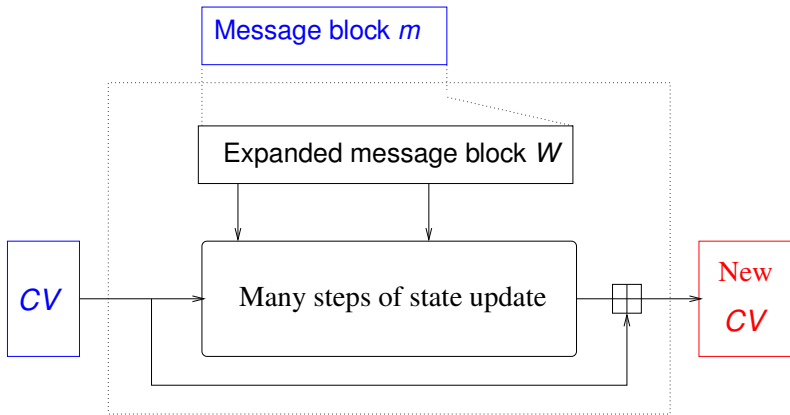 Message block m
Expanded message block W
CV
Many steps of state update
New
CV